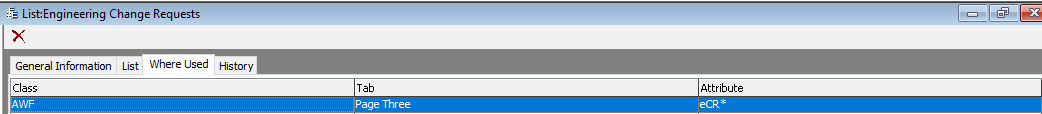 List:Engineering Change Requests
General Information List Where Used History
Class Tab Attribute
AWF Page Three eCR*